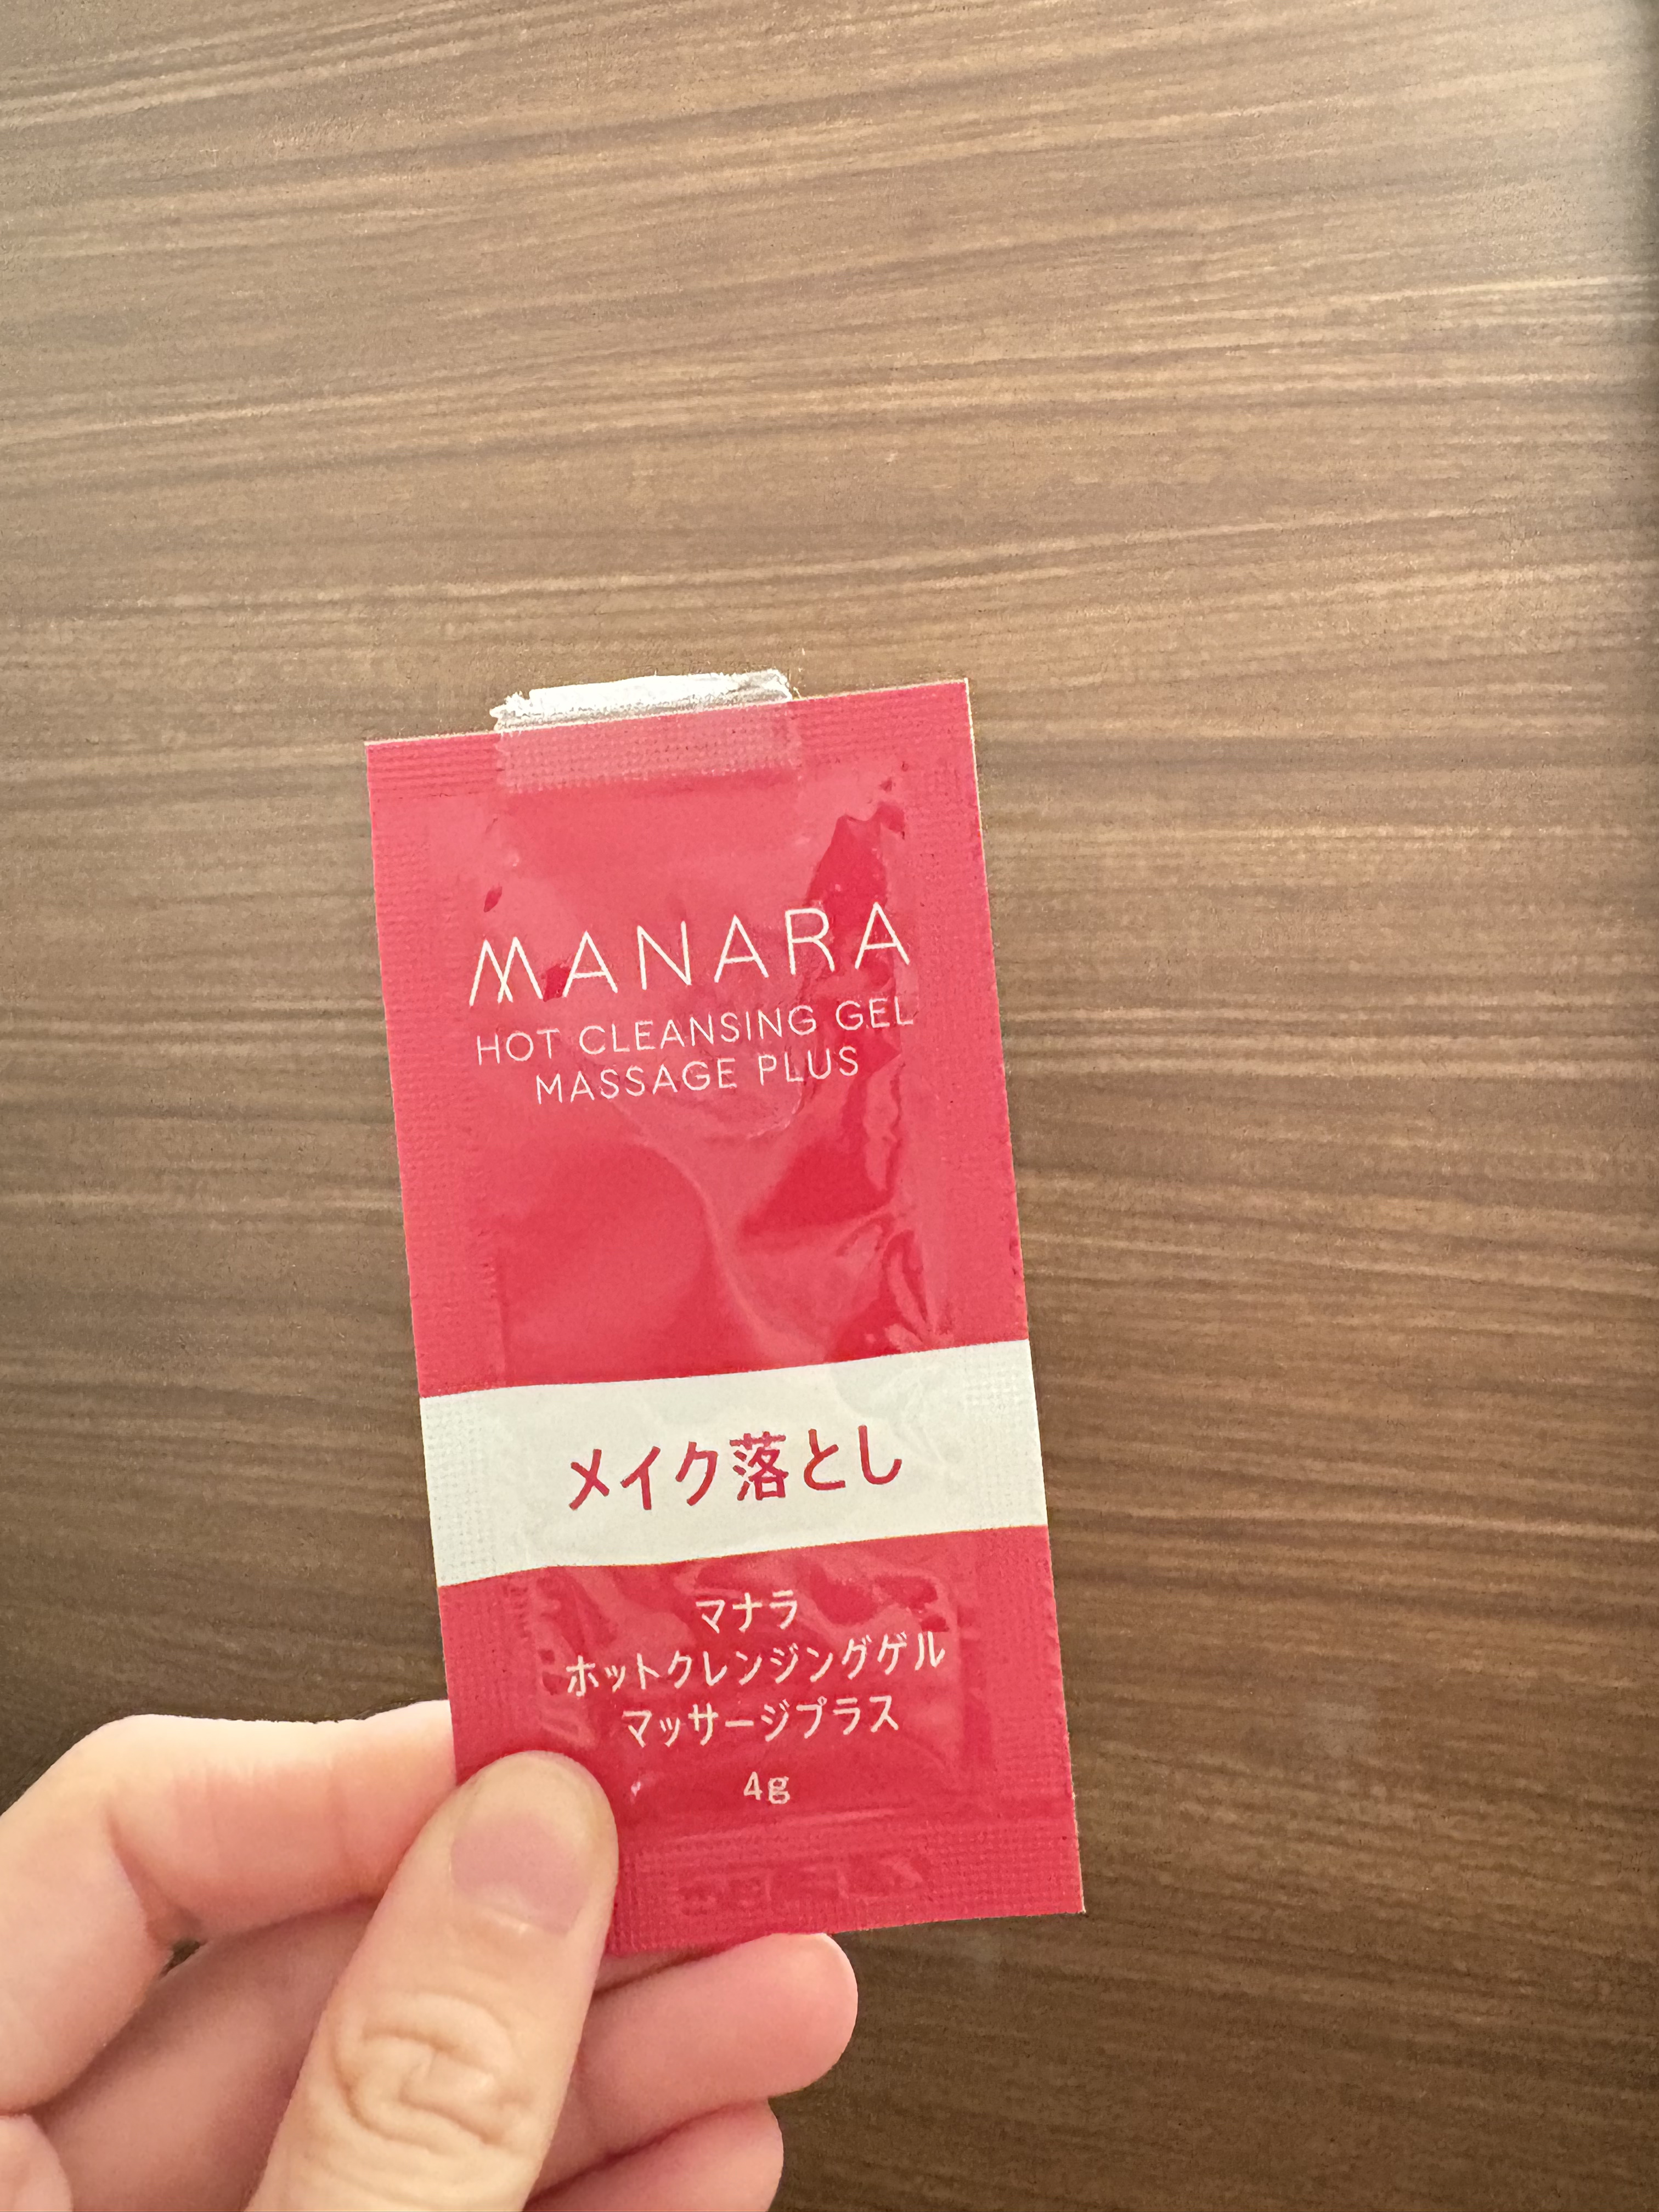 MANARA
HOT CLEANSING GEL
MASSAGE PLUS
メイク落とし
マナラ
ホットクレンジングゲル
マッサージプラス
4g